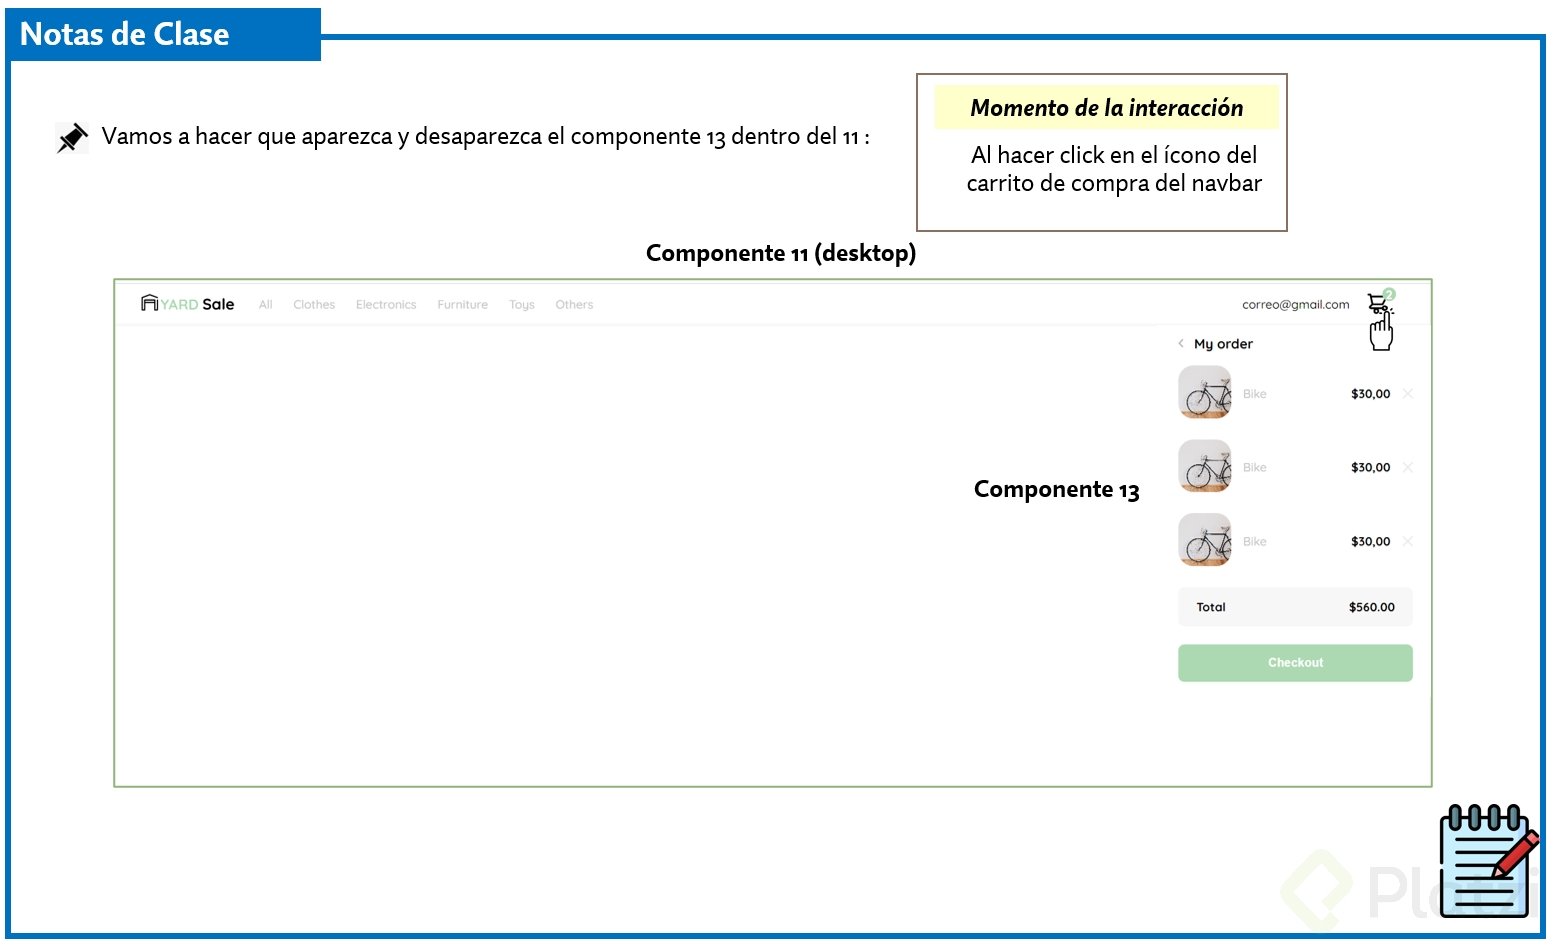 Notas de Clase
Vamos a hacer que aparezca y desaparezca el componente 13 dentro del 11 :
Momento de la interacción
Al hacer click en el ícono del
carrito de compra del navbar
Componente 11 (desktop)
YARD Sale All Clothes Electronics Furniture Toys Others correo@gmail.com 2
My order
Bike $30,00
Bike $30,00
Componente 13
Bike $30,00
Total $560.00
Checkout
Platzi